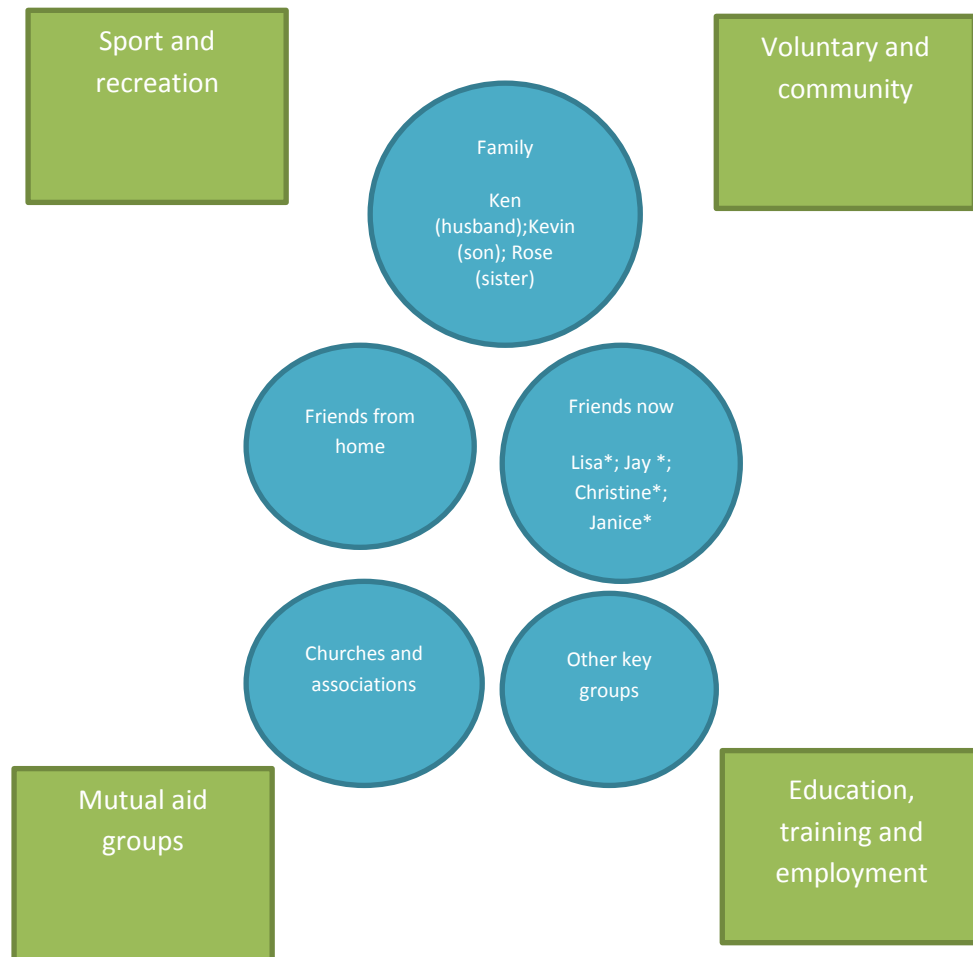 Sport and
recreation
Voluntary and
community
Family
Ken
(husband);Kevin
(son); Rose
(sister)
Friends from
home
Friends now
Lisa*; Jay *;
Christine*;
Janice*
Churches and
associations
Other key
groups
Mutual aid
groups
Education,
training and
employment